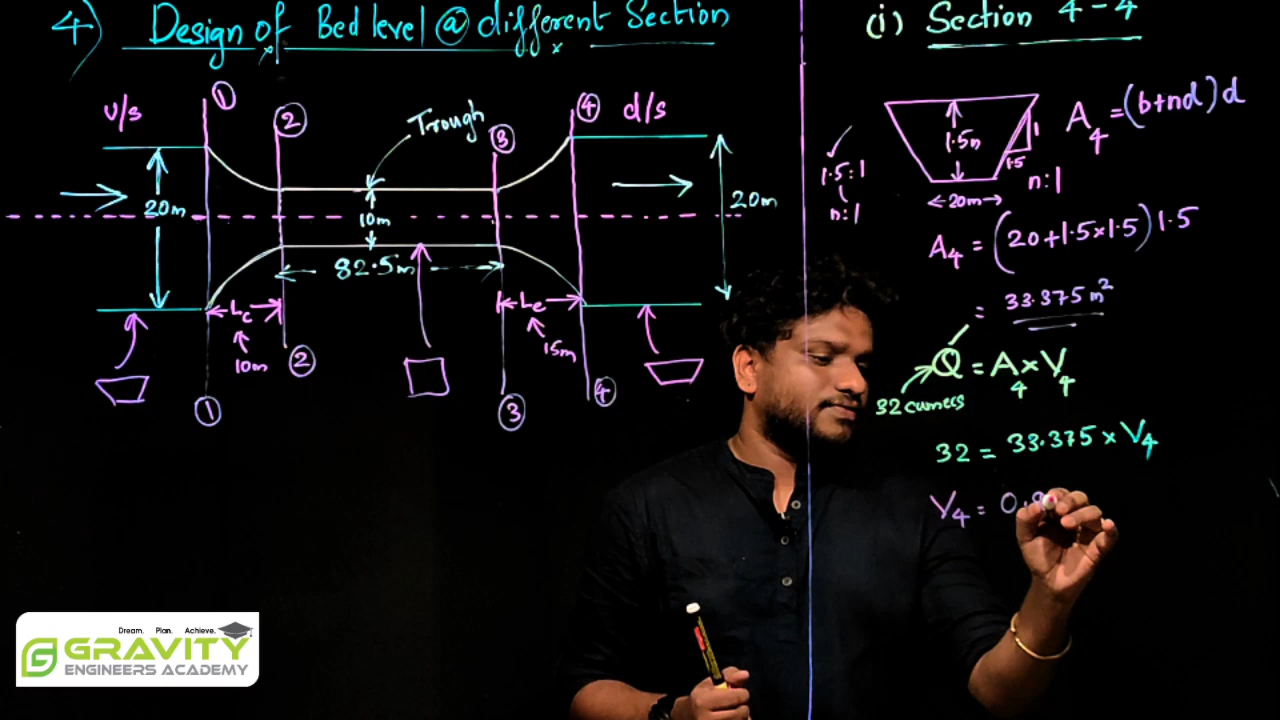 4) Design of Bed level @ different Section
u/s
1
2
Trough
3
4
d/s
20m
10m
20m
82.5m
Lc
10m
Le
15m
1
2
3
4
(i) Section 4-4
1.5:1
n:1
1.5m
1
1.5
n:1
20m
A4 = (b+nd)d
A4 = (20+1.5×1.5)1.5
= 33.375m²
Q = A4 × V4
32 cumecs
32 = 33.375 × V4
V4 = 0.9
Dream. Plan. Achieve.
GRAVITY
ENGINEERS ACADEMY